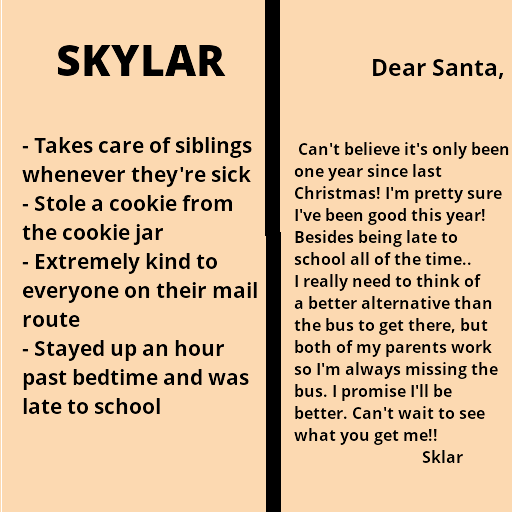 SKYLAR
- Takes care of siblings
whenever they're sick
- Stole a cookie from
the cookie jar
- Extremely kind to
everyone on their mail
route
- Stayed up an hour
past bedtime and was
late to school
Dear Santa,
Can't believe it's only been
one year since last
Christmas! I'm pretty sure
I've been good this year!
Besides being late to
school all of the time..
I really need to think of
a better alternative than
the bus to get there, but
both of my parents work
so I'm always missing the
bus. I promise I'll be
better. Can't wait to see
what you get me!!
Sklar